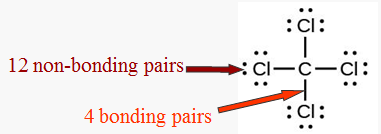 :Cl:
12 non-bonding pairs :Cl — C — Cl:
4 bonding pairs :Cl: